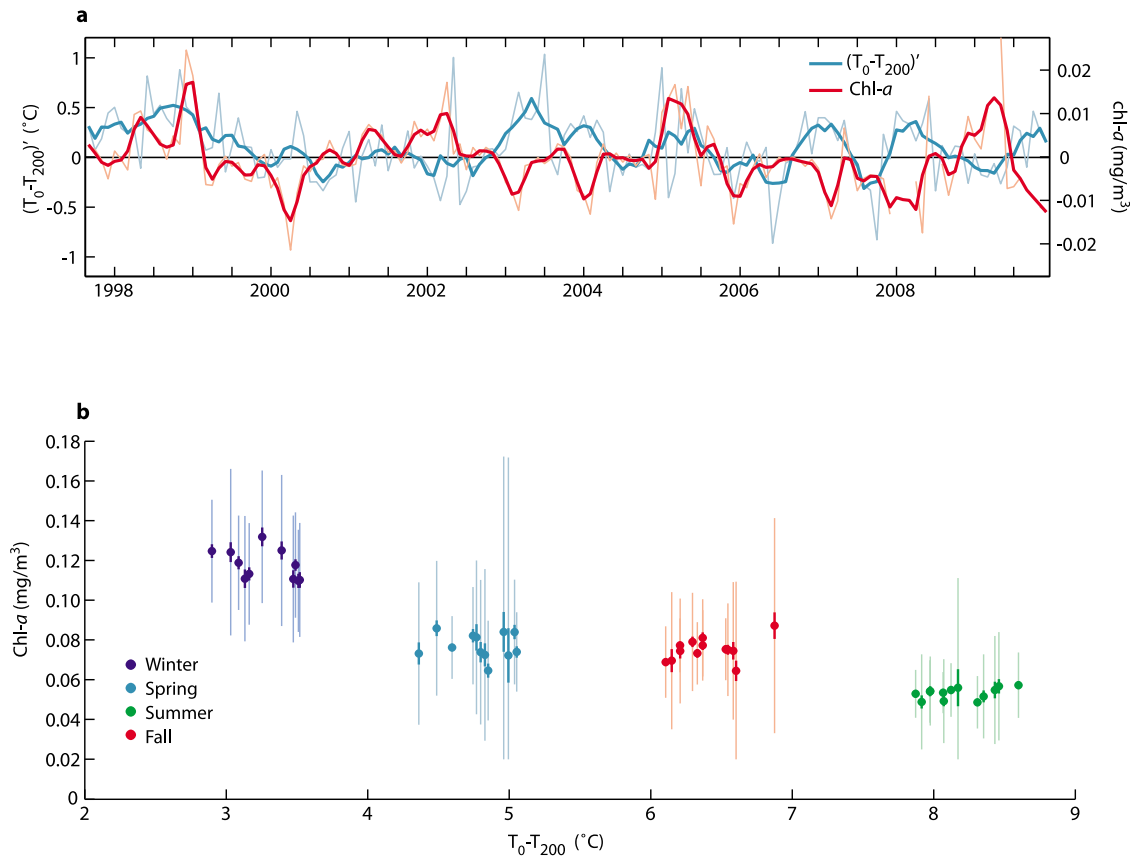 a
1
0.5
0
-0.5
-1
(T0-T200)' (˚C)
(T0-T200)'
Chl-a
0.02
0.01
0
-0.01
-0.02
chl-a (mg/m3)
1998 2000 2002 2004 2006 2008
b
0.18
0.16
0.14
0.12
0.10
0.08
0.06
0.04
0.02
0
Chl-a (mg/m3)
Winter
Spring
Summer
Fall
2 3 4 5 6 7 8 9
T0-T200 (˚C)